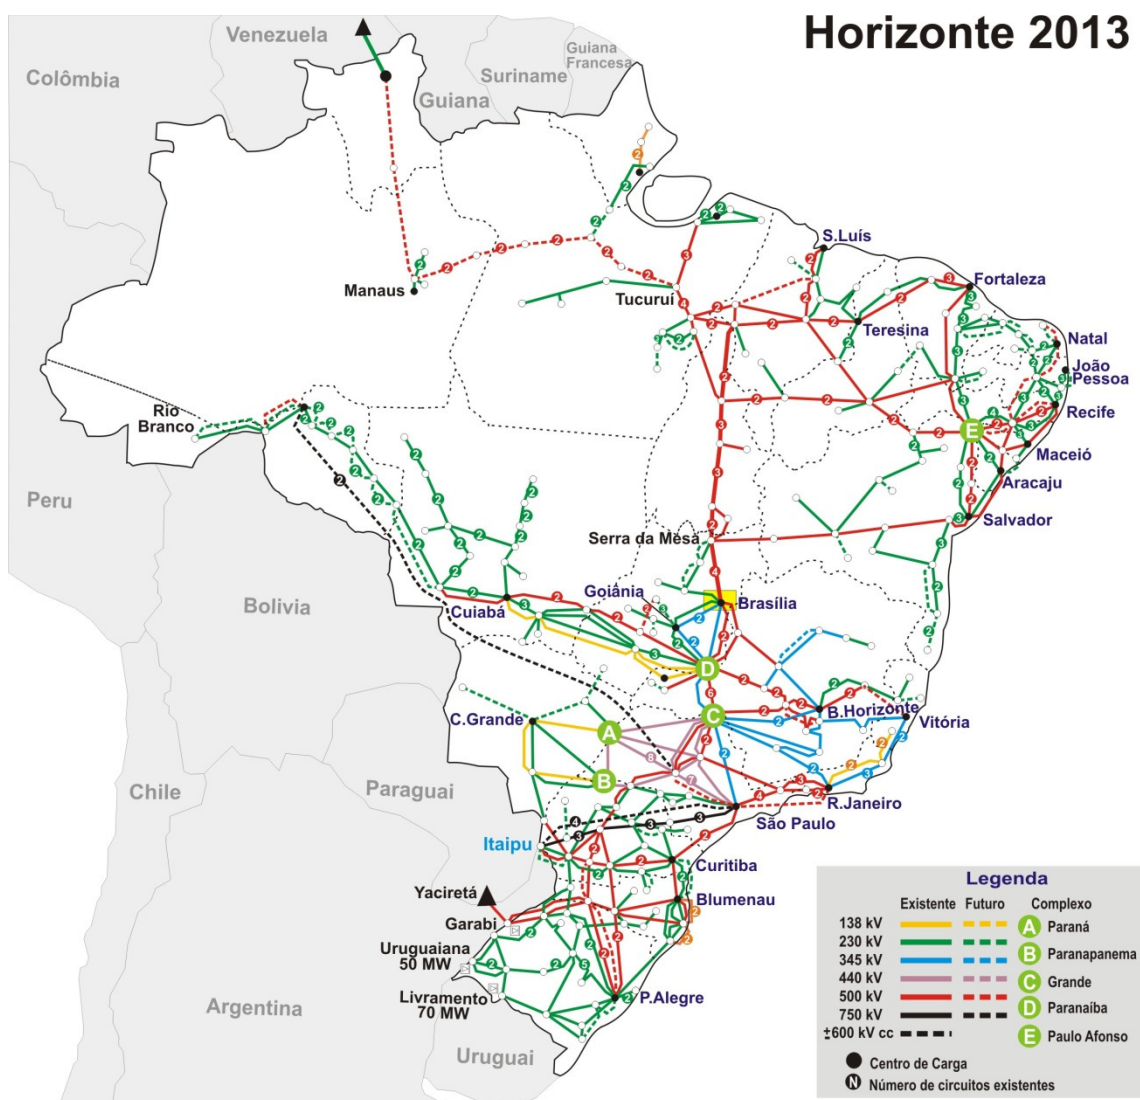 Horizonte 2013
Venezuela
Guiana
Francesa
Colômbia
Suriname
Guiana
S.Luís
Manaus
Tucuruí
Fortaleza
Teresina
Natal
João
Pessoa
Rio
Branco
Recife
E
Maceió
Aracaju
Peru
Salvador
Serra da Mesa
Goiânia
Brasília
Bolivia
Cuiabá
D
C.Grande
A
C
B.Horizonte
Vitória
B
Chile
Paraguai
R.Janeiro
São Paulo
Itaipu
Curitiba
Yaciretá
Blumenau
Garabi
Uruguaiana
50 MW
Livramento
70 MW
P.Alegre
Argentina
Uruguai
Legenda
Existente Futuro Complexo
138 kV A Paraná
230 kV
345 kV B Paranapanema
440 kV C Grande
500 kV D Paranaíba
750 kV
±600 kV cc E Paulo Afonso
Centro de Carga
N Número de circuitos existentes